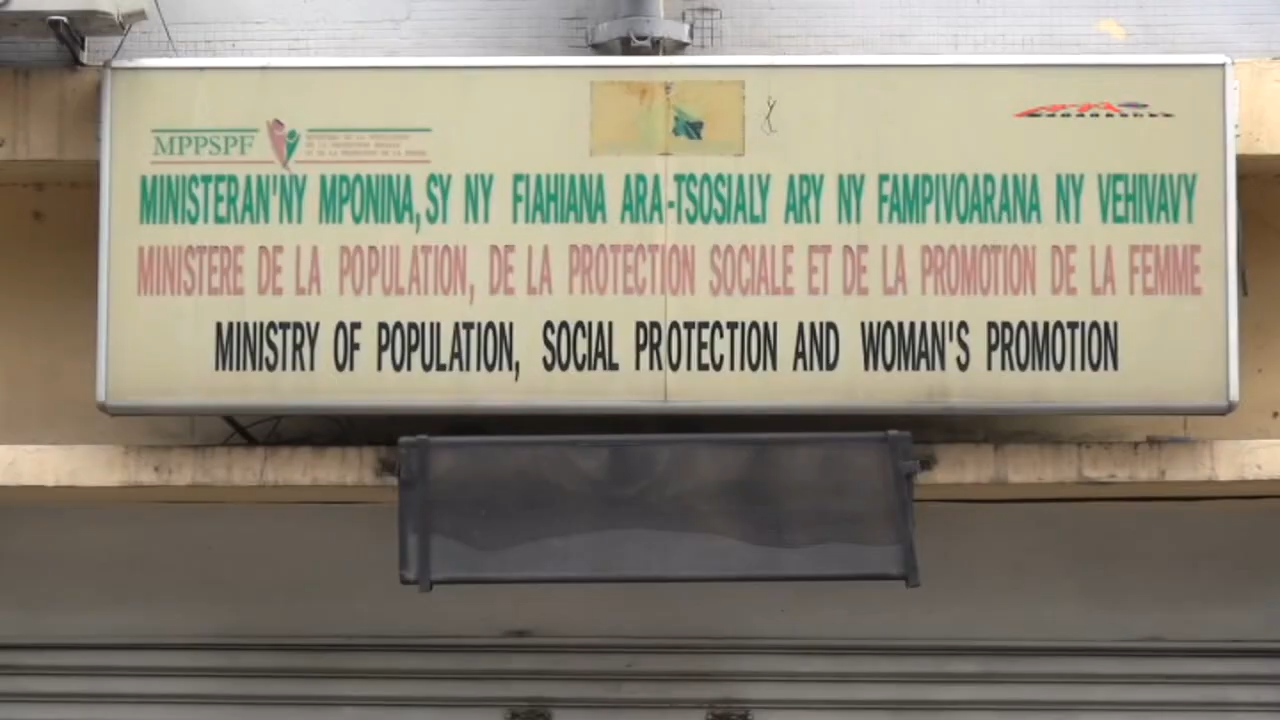 MPPSPF
MINISTERAN'NY MPONINA,SY NY FIAHIANA ARA-TSOSIALY ARY NY FAMPIVOARANA NY VEHIVAVY
MINISTERE DE LA POPULATION, DE LA PROTECTION SOCIALE ET DE LA PROMOTION DE LA FEMME
MINISTRY OF POPULATION, SOCIAL PROTECTION AND WOMAN'S PROMOTION